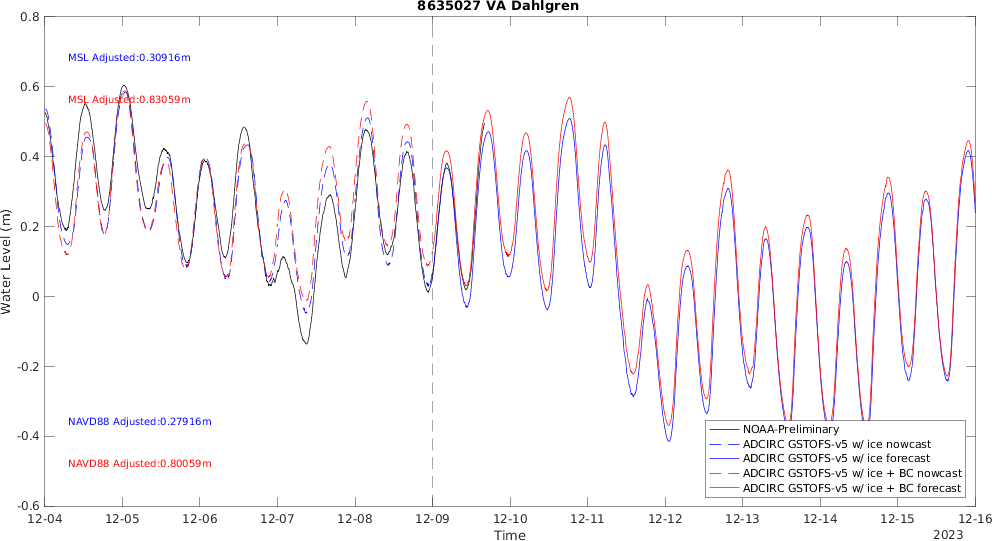 8635027 VA Dahlgren
0.8
0.6
0.4
0.2
0
-0.2
-0.4
-0.6
Water Level (m)
MSL Adjusted:0.30916m
MSL Adjusted:0.83059m
NAVD88 Adjusted:0.27916m
NAVD88 Adjusted:0.80059m
NOAA-Preliminary
ADCIRC GSTOFS-v5 w/ ice nowcast
ADCIRC GSTOFS-v5 w/ ice forecast
ADCIRC GSTOFS-v5 w/ ice + BC nowcast
ADCIRC GSTOFS-v5 w/ ice + BC forecast
12-04 12-05 12-06 12-07 12-08 12-09 12-10 12-11 12-12 12-13 12-14 12-15 12-16
Time
2023